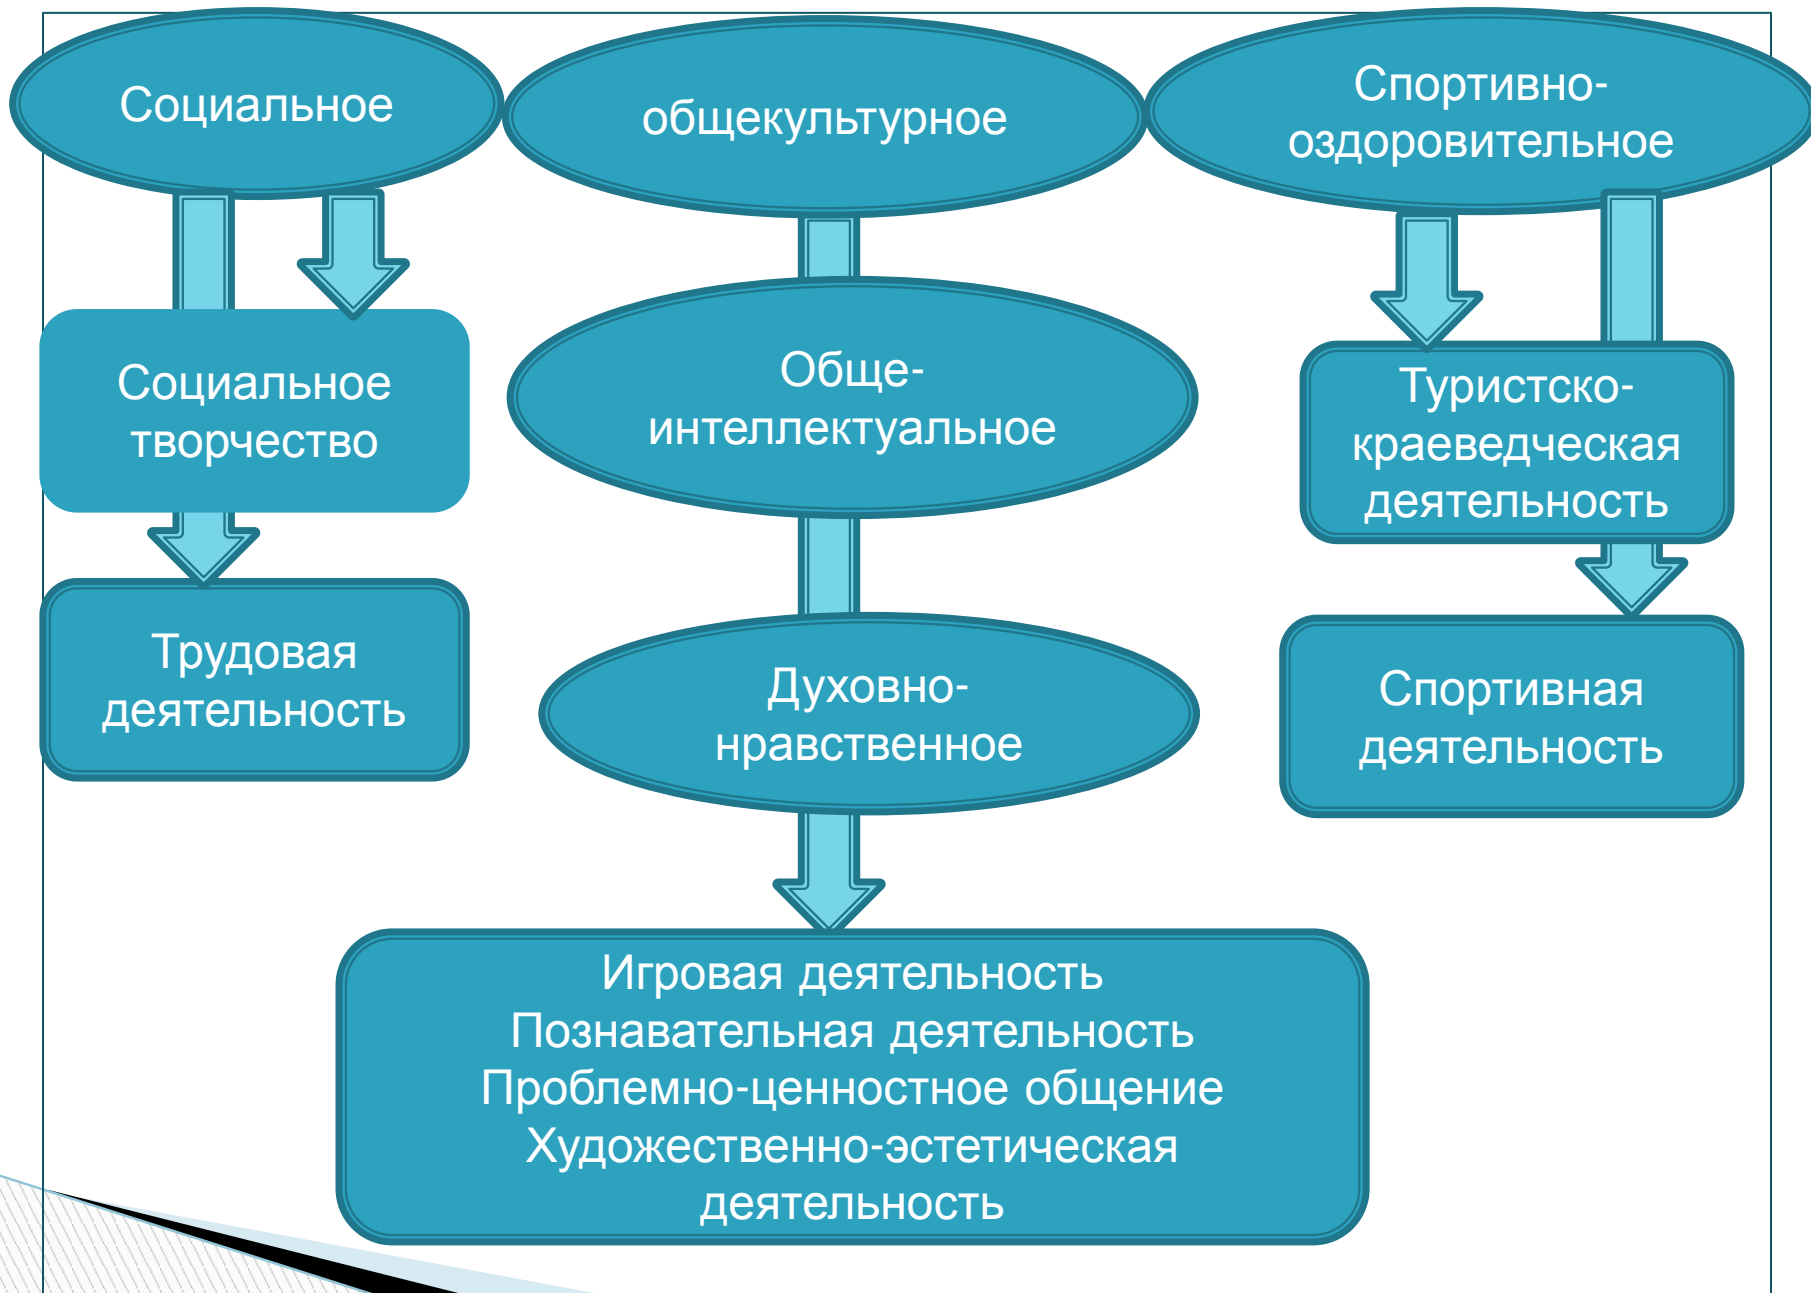 Социальное
общекультурное
Спортивно-
оздоровительное
Социальное
творчество
Обще-
интеллектуальное
Туристско-
краеведческая
деятельность
Трудовая
деятельность
Духовно-
нравственное
Спортивная
деятельность
Игровая деятельность
Познавательная деятельность
Проблемно-ценностное общение
Художественно-эстетическая
деятельность